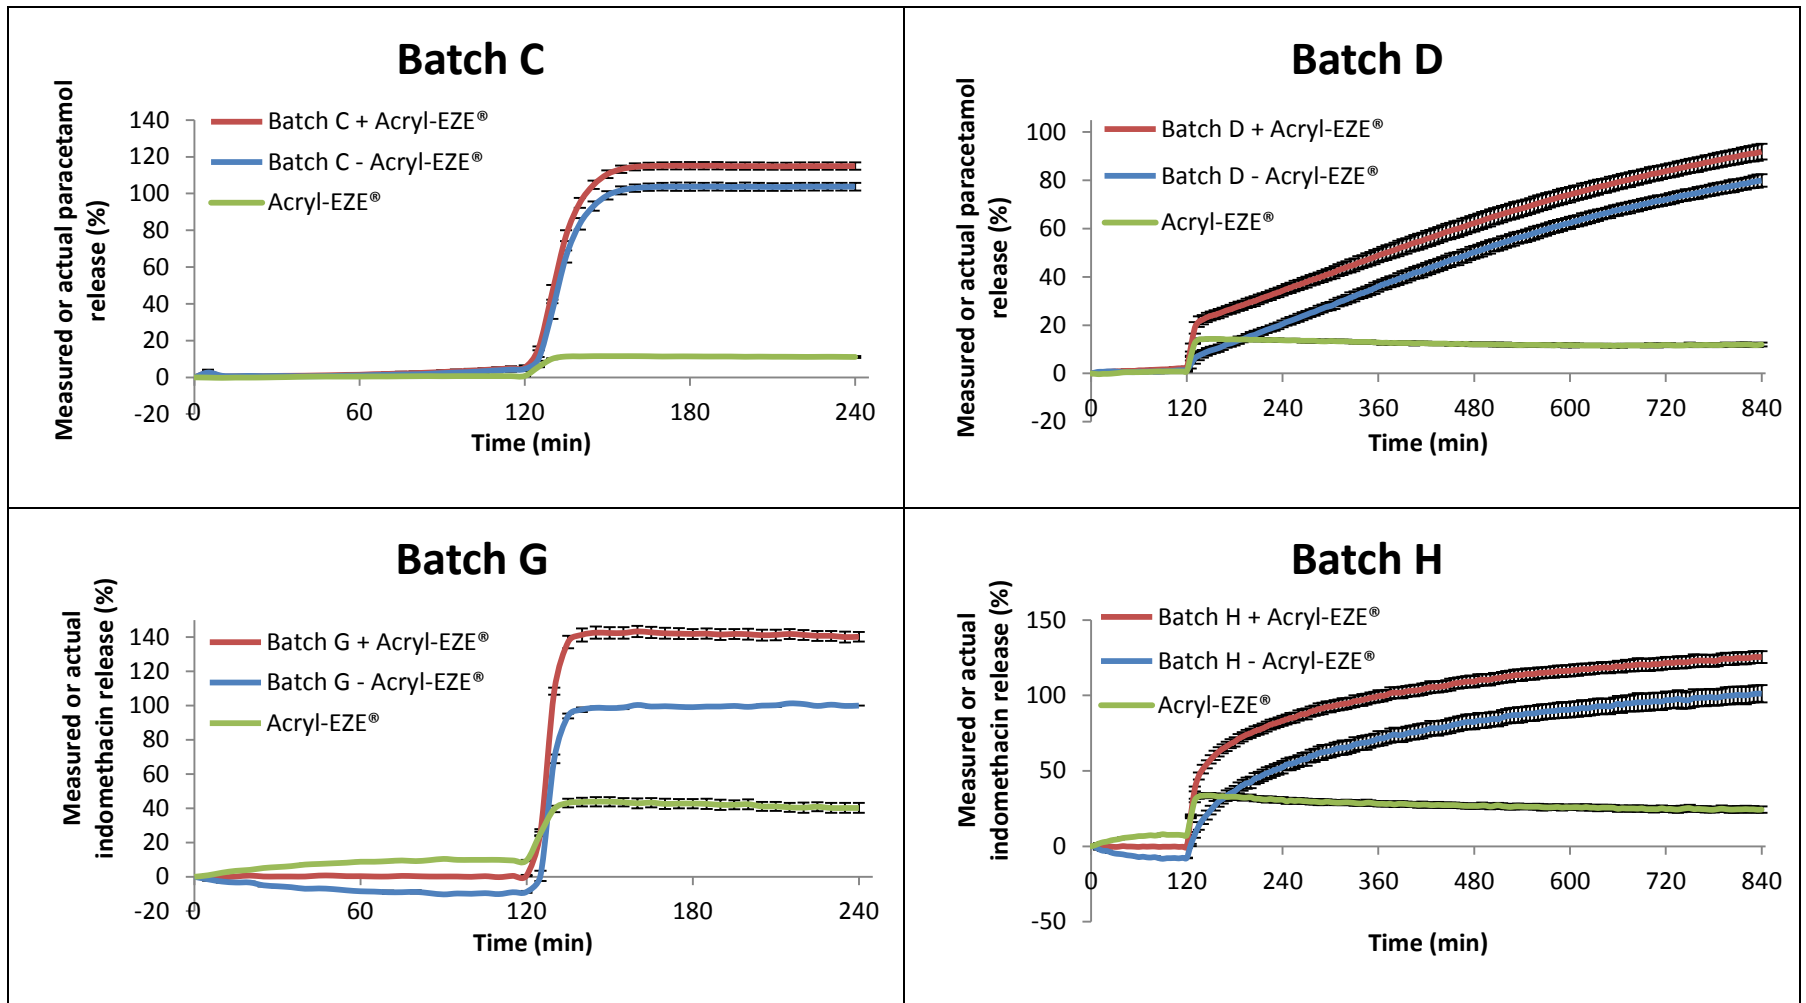 Batch C
Measured or actual paracetamol
release (%)
Batch C + Acryl-EZE®
Batch C - Acryl-EZE®
Acryl-EZE®
140
120
100
80
60
40
20
0
-20
0 60 120 180 240
Time (min)
Batch D
Measured or actual paracetamol
release (%)
Batch D + Acryl-EZE®
Batch D - Acryl-EZE®
Acryl-EZE®
100
80
60
40
20
0
-20
0 120 240 360 480 600 720 840
Time (min)
Batch G
Measured or actual
indomethacin release (%)
Batch G + Acryl-EZE®
Batch G - Acryl-EZE®
Acryl-EZE®
140
120
100
80
60
40
20
0
-20
0 60 120 180 240
Time (min)
Batch H
Measured or actual
indomethacin release (%)
Batch H + Acryl-EZE®
Batch H - Acryl-EZE®
Acryl-EZE®
150
100
50
0
-50
0 120 240 360 480 600 720 840
Time (min)